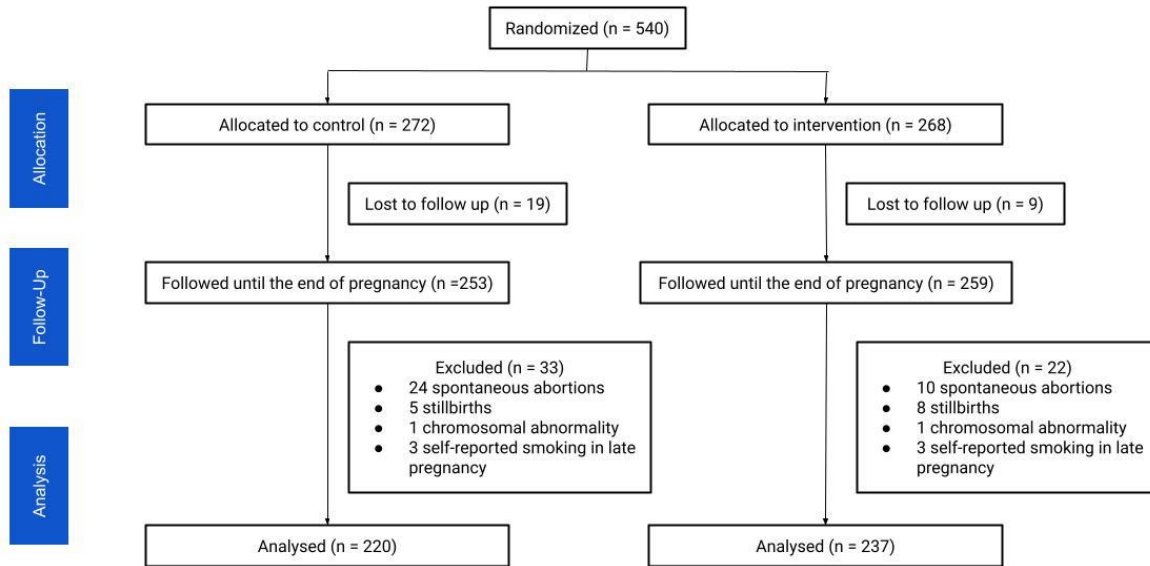 Randomized (n = 540)
Allocation
Allocated to control (n = 272)
Allocated to intervention (n = 268)
Lost to follow up (n = 19)
Lost to follow up (n = 9)
Follow-Up
Followed until the end of pregnancy (n =253)
Followed until the end of pregnancy (n = 259)
Excluded (n = 33)
● 24 spontaneous abortions
● 5 stillbirths
● 1 chromosomal abnormality
● 3 self-reported smoking in late
pregnancy
Excluded (n = 22)
● 10 spontaneous abortions
● 8 stillbirths
● 1 chromosomal abnormality
● 3 self-reported smoking in late
pregnancy
Analysis
Analysed (n = 220)
Analysed (n = 237)